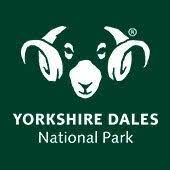 ®
YORKSHIRE DALES
National Park